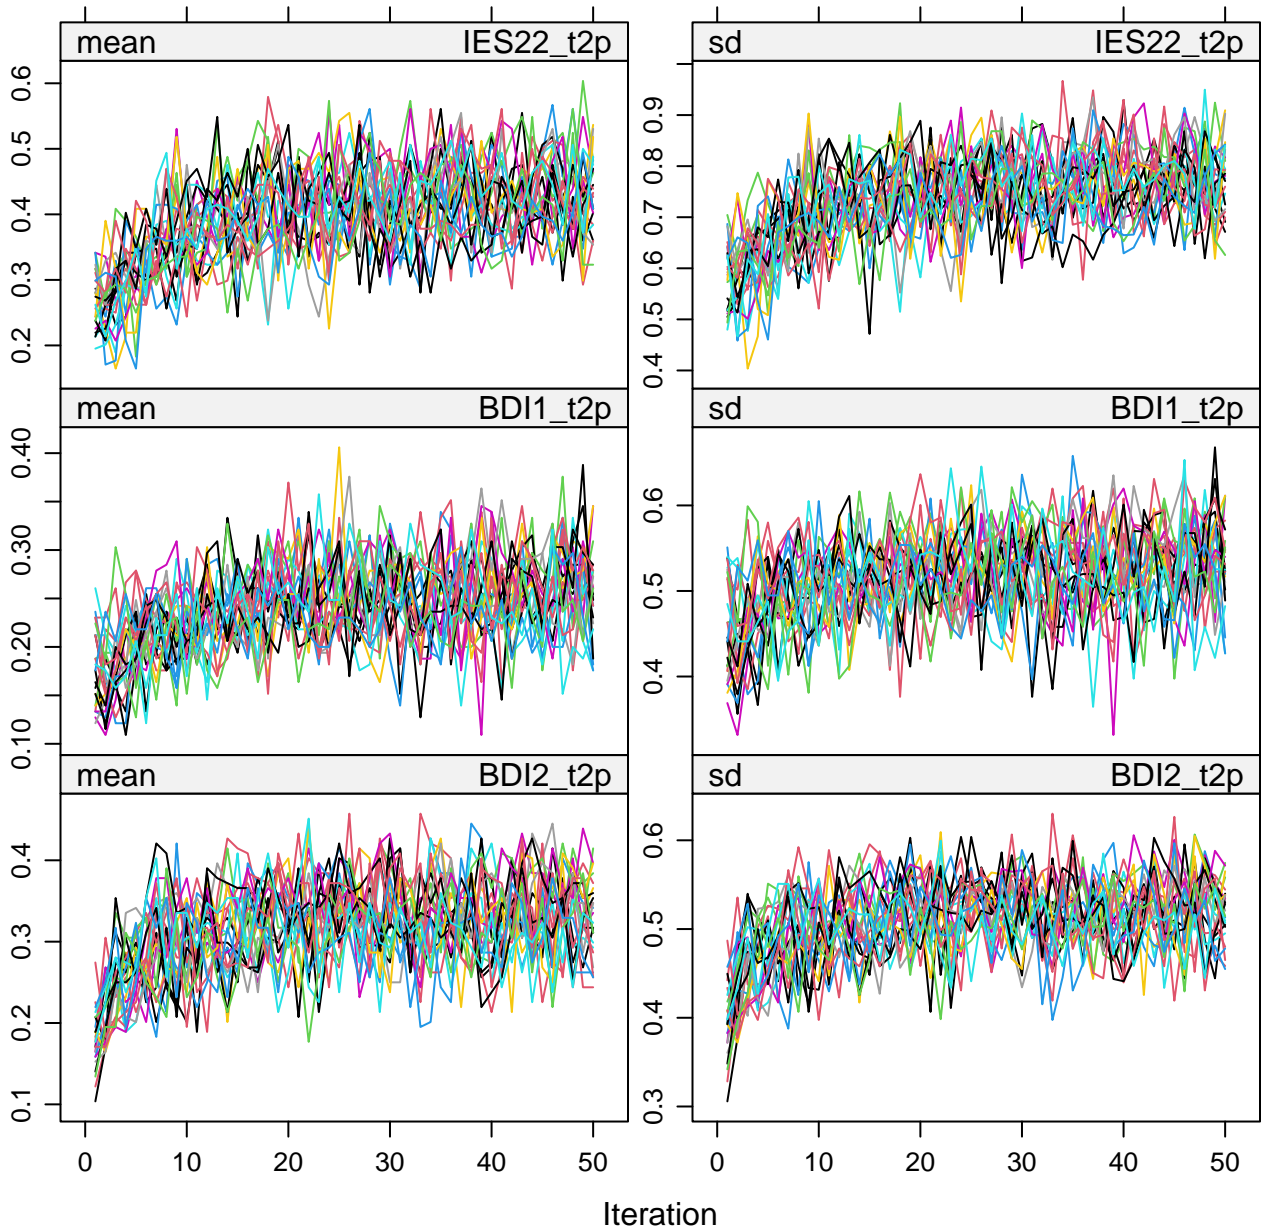 mean IES22_t2p sd IES22_t2p
0.2 0.3 0.4 0.5 0.6
0.4 0.5 0.6 0.7 0.8 0.9
mean BDI1_t2p sd BDI1_t2p
0.10 0.20 0.30 0.40
0.4 0.5 0.6
mean BDI2_t2p sd BDI2_t2p
0.1 0.2 0.3 0.4
0.3 0.4 0.5 0.6
0 10 20 30 40 50 0 10 20 30 40 50
Iteration